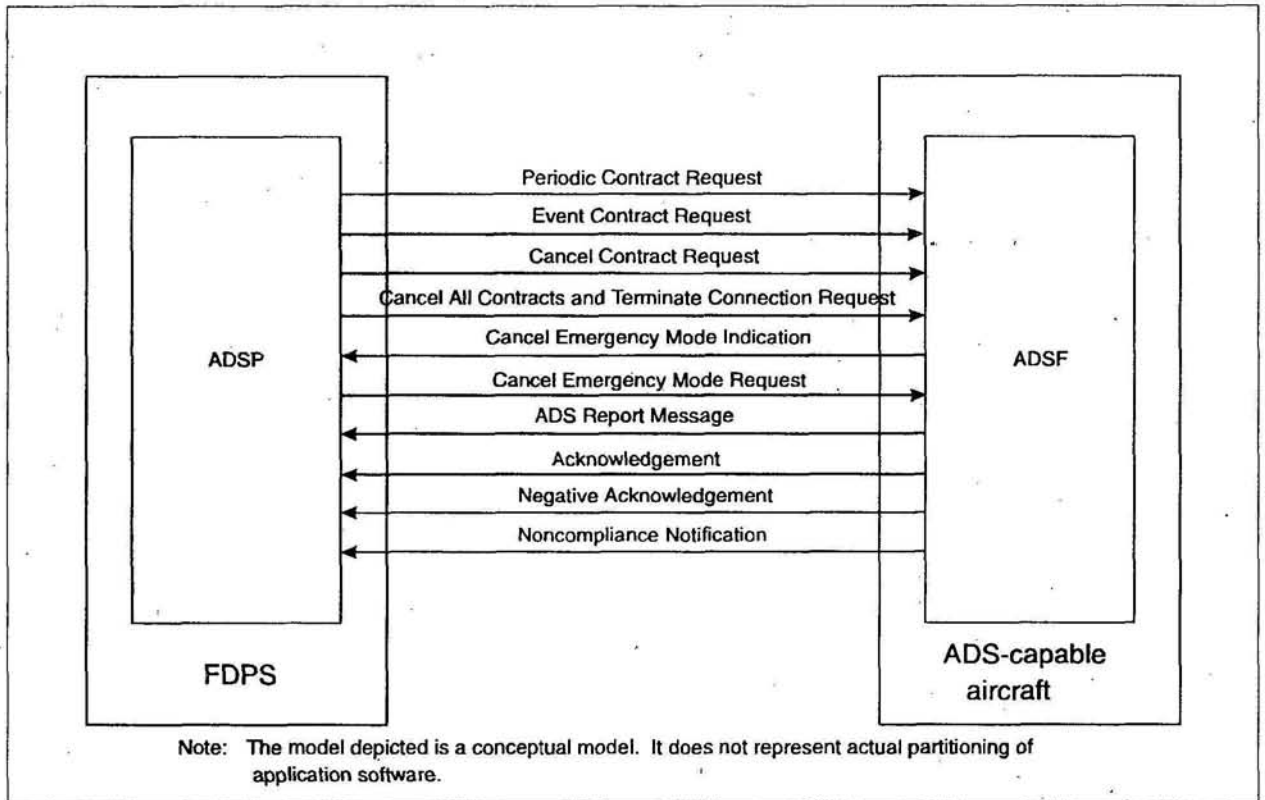 Periodic Contract Request
Event Contract Request
Cancel Contract Request
Cancel All Contracts and Terminate Connection Request
Cancel Emergency Mode Indication
ADSP
ADSF
Cancel Emergency Mode Request
ADS Report Message
Acknowledgement
Negative Acknowledgement
Noncompliance Notification
FDPS
ADS-capable
aircraft
Note: The model depicted is a conceptual model. It does not represent actual partitioning of
application software.